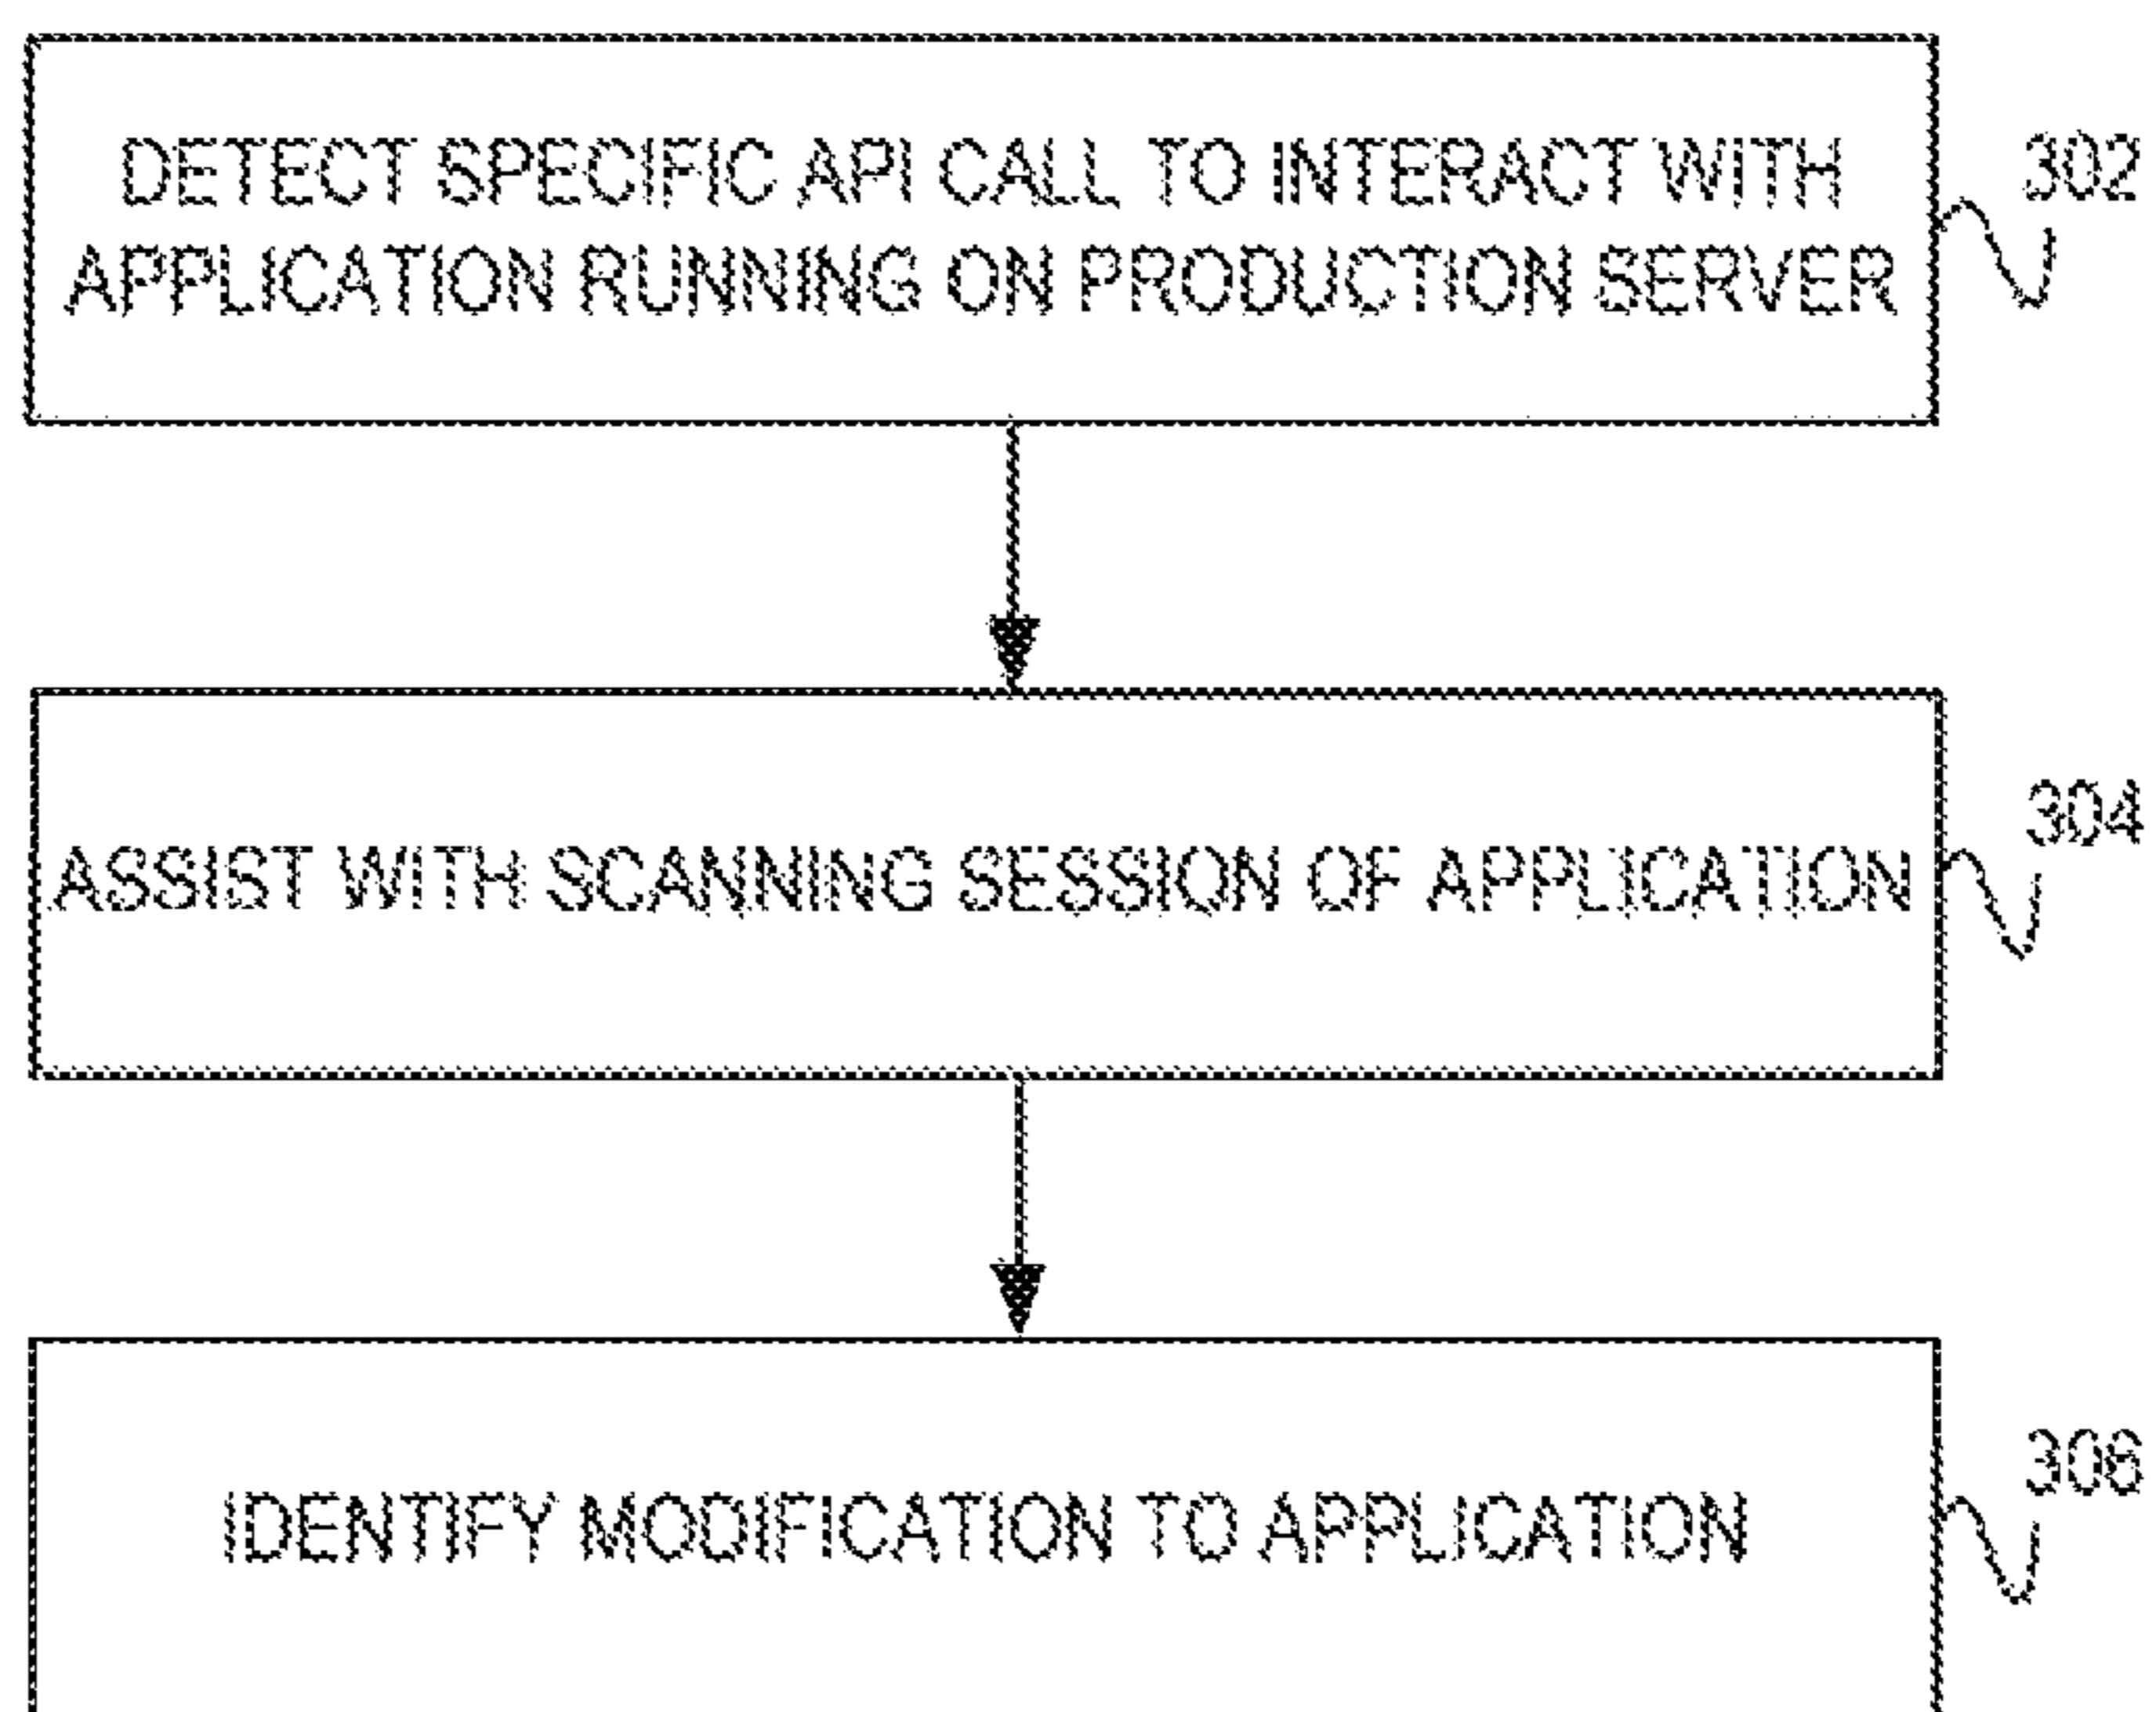 DETECT SPECIFIC API CALL TO INTERACT WITH
APPLICATION RUNNING ON PRODUCTION SERVER
302
ASSIST WITH SCANNING SESSION OF APPLICATION
304
IDENTIFY MODIFICATION TO APPLICATION
306